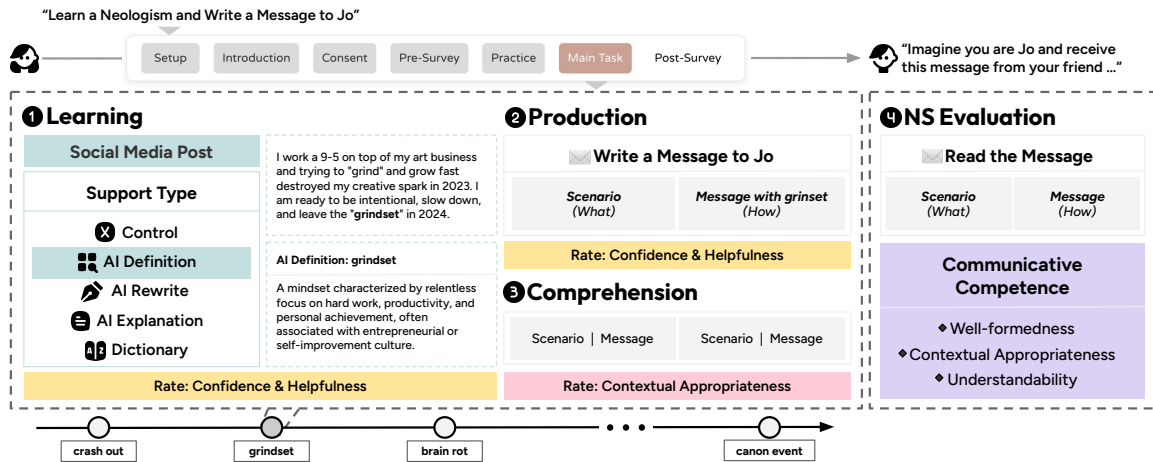 “Learn a Neologism and Write a Message to Jo”
Setup
Introduction
Consent
Pre-Survey
Practice
Main Task
Post-Survey
“Imagine you are Jo and receive
this message from your friend ...”
1 Learning
Social Media Post
Support Type
Control
AI Definition
AI Rewrite
AI Explanation
A Z Dictionary
I work a 9-5 on top of my art business
and trying to "grind" and grow fast
destroyed my creative spark in 2023. I
am ready to be intentional, slow down,
and leave the "grindset" in 2024.
AI Definition: grindset
A mindset characterized by relentless
focus on hard work, productivity, and
personal achievement, often
associated with entrepreneurial or
self-improvement culture.
Rate: Confidence & Helpfulness
2 Production
Write a Message to Jo
Scenario
(What)
Message with grinset
(How)
Rate: Confidence & Helpfulness
3 Comprehension
Scenario | Message
Scenario | Message
Rate: Contextual Appropriateness
4 NS Evaluation
Read the Message
Scenario
(What)
Message
(How)
Communicative
Competence
Well-formedness
Contextual Appropriateness
Understandability
crash out
grindset
brain rot
canon event